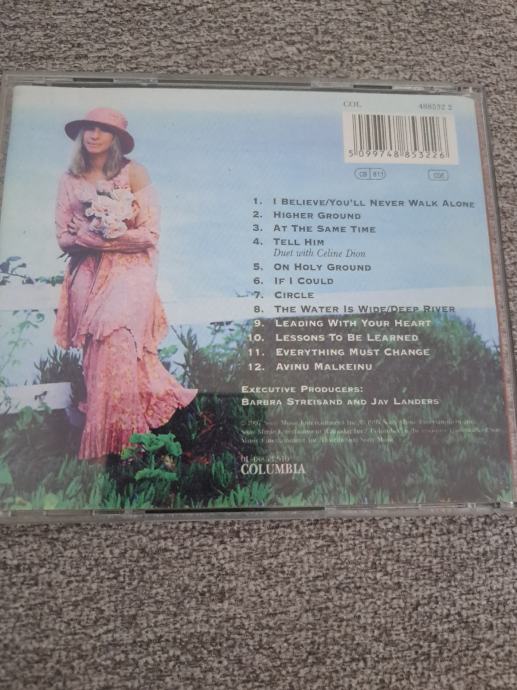 COL 488532 2
5 099748 853226
CB 811 CDE
1. I BELIEVE/YOU'LL NEVER WALK ALONE
2. HIGHER GROUND
3. AT THE SAME TIME
4. TELL HIM
Duet with Celine Dion
5. ON HOLY GROUND
6. IF I COULD
7. CIRCLE
8. THE WATER IS WIDE/DEEP RIVER
9. LEADING WITH YOUR HEART
10. LESSONS TO BE LEARNED
11. EVERYTHING MUST CHANGE
12. AVINU MALKEINU
EXECUTIVE PRODUCERS:
BARBRA STREISAND AND JAY LANDERS
COLUMBIA